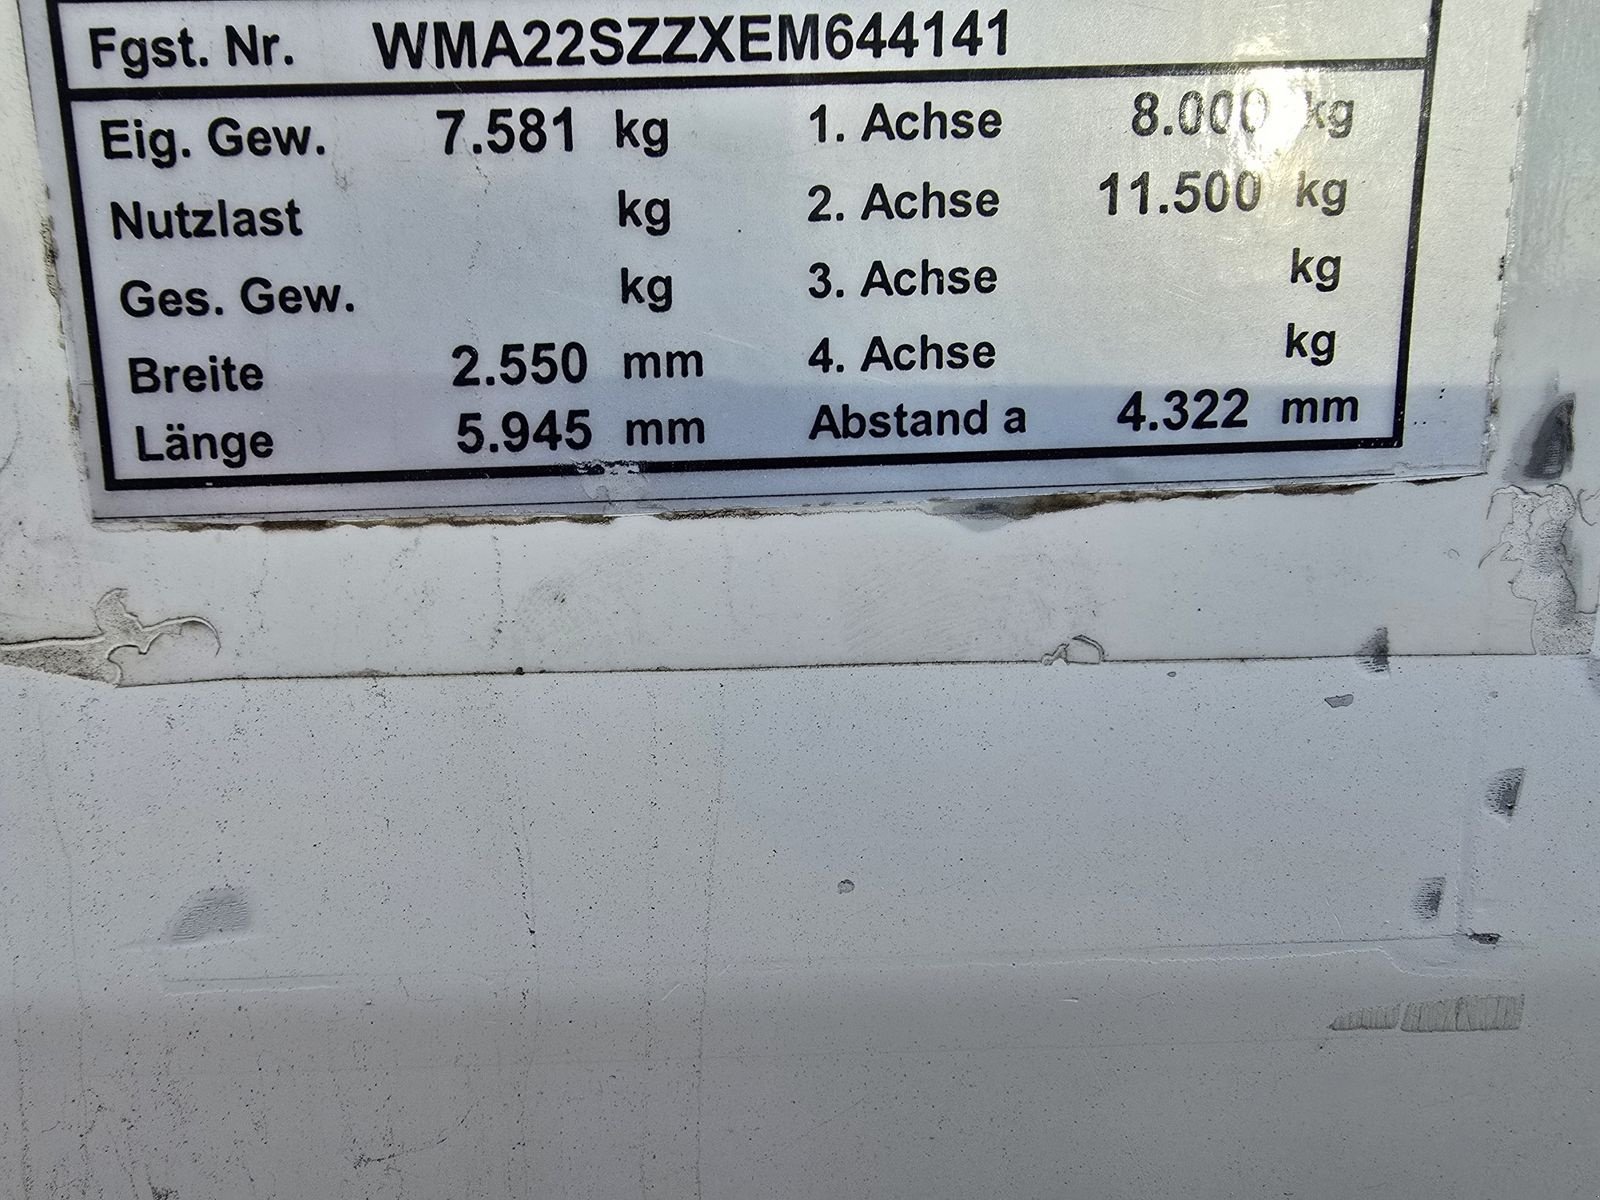 Fgst. Nr. WMA22SZZXEM644141
Eig. Gew. 7.581 kg 1. Achse 8.000 kg
Nutzlast kg 2. Achse 11.500 kg
Ges. Gew. kg 3. Achse kg
Breite 2.550 mm 4. Achse kg
Länge 5.945 mm Abstand a 4.322 mm